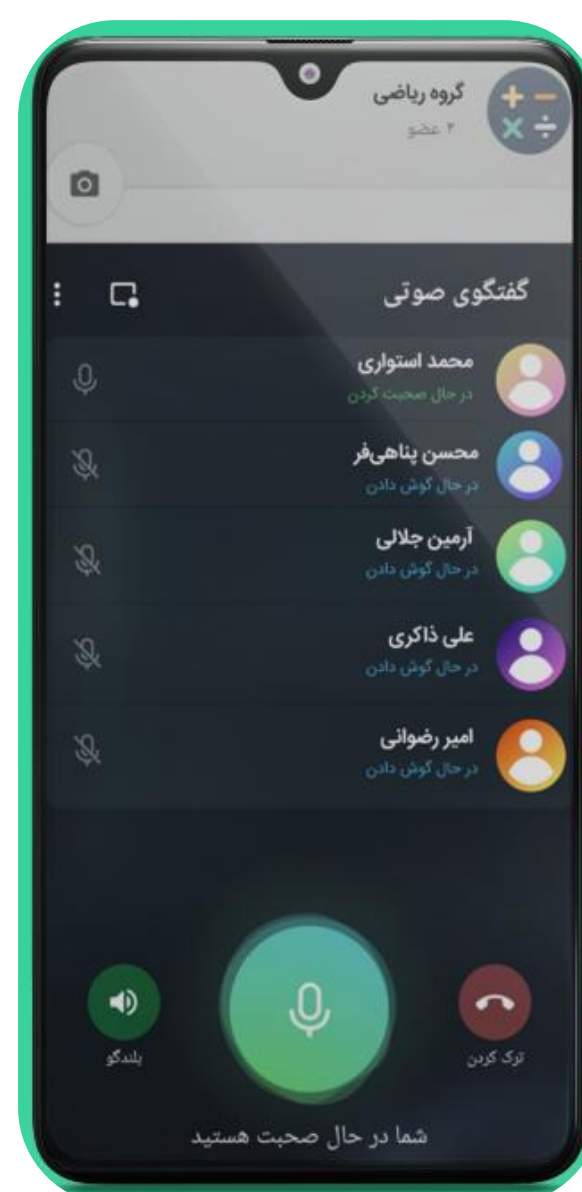 گروه ریاضی
۴ عضو
گفتگوی صوتی
محمد استواری
در حال صحبت کردن
محسن پناهی‌فر
در حال گوش دادن
آرمین جلالی
در حال گوش دادن
علی ذاکری
در حال گوش دادن
امیر رضوانی
در حال گوش دادن
ترک کردن
بلندگو
شما در حال صحبت هستید